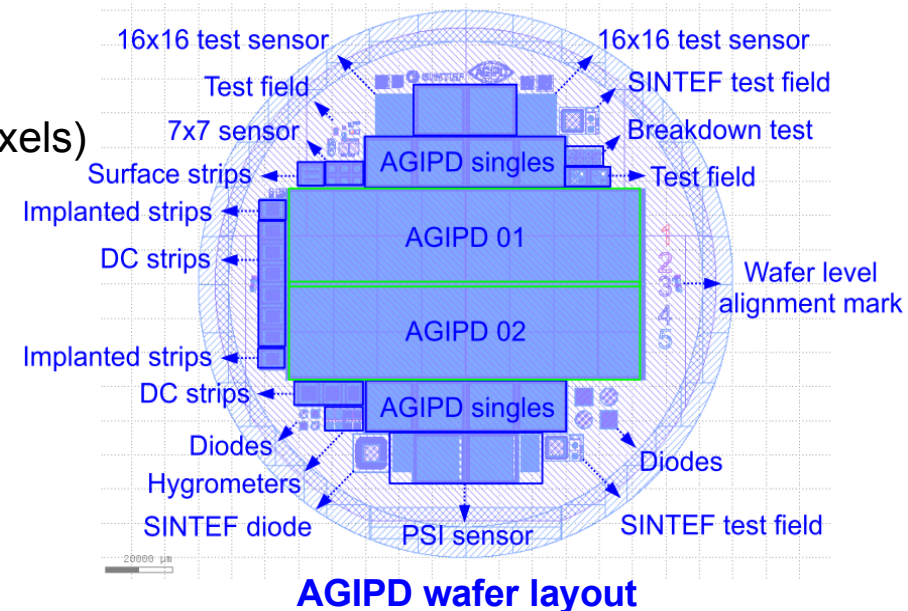 16x16 test sensor
16x16 test sensor
SINTEF
AGIPD
Test field
SINTEF test field
xels)
7x7 sensor
Breakdown test
Surface strips
AGIPD singles
Test field
Implanted strips
AGIPD 01
1
DC strips
2
Wafer level
alignment mark
3
4
AGIPD 02
5
Implanted strips
DC strips
AGIPD singles
Diodes
Diodes
Hygrometers
SINTEF diode
PSI sensor
SINTEF test field
20000 µm
AGIPD wafer layout